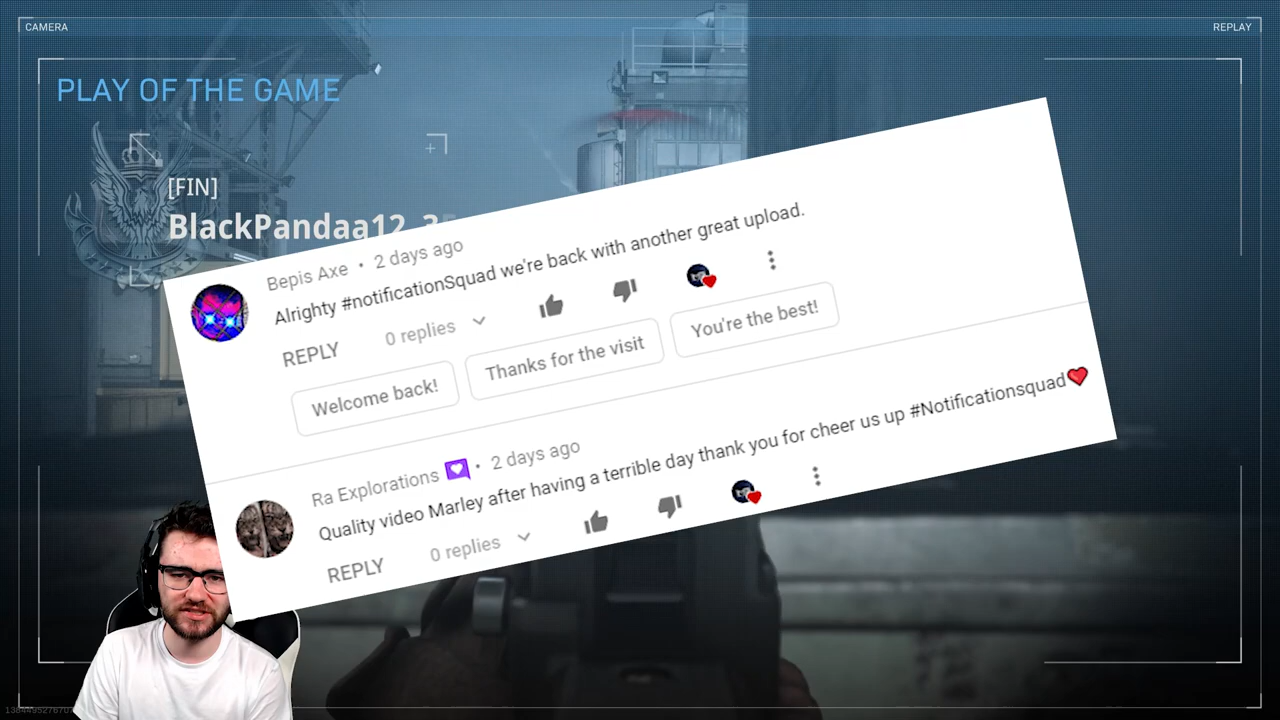 CAMERA
REPLAY
PLAY OF THE GAME
[FIN]
BlackPandaa12_3
Bepis Axe • 2 days ago
Alrighty #notificationSquad we're back with another great upload.
REPLY 0 replies
Welcome back! Thanks for the visit You're the best!
Ra Explorations • 2 days ago
Quality video Marley after having a terrible day thank you for cheer us up #Notificationsquad❤️
REPLY 0 replies